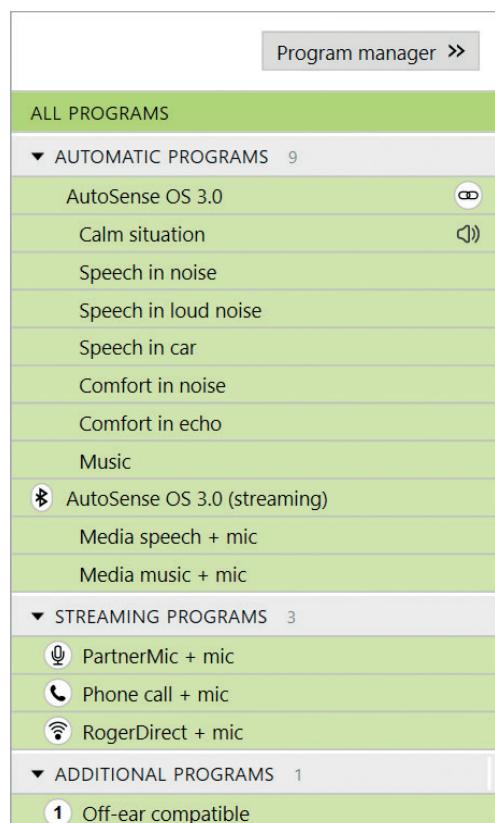 Program manager »
ALL PROGRAMS
AUTOMATIC PROGRAMS 9
AutoSense OS 3.0
Calm situation
Speech in noise
Speech in loud noise
Speech in car
Comfort in noise
Comfort in echo
Music
AutoSense OS 3.0 (streaming)
Media speech + mic
Media music + mic
STREAMING PROGRAMS 3
PartnerMic + mic
Phone call + mic
RogerDirect + mic
ADDITIONAL PROGRAMS 1
1 Off-ear compatible